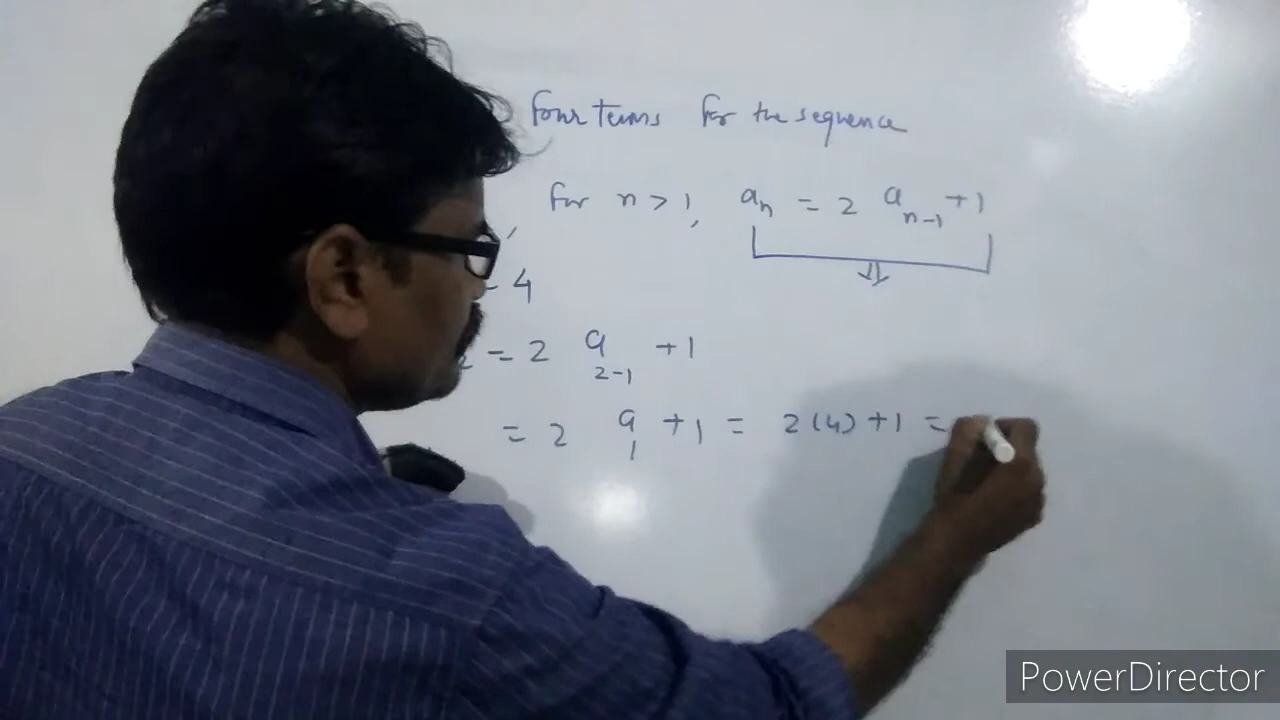 Four terms for the sequence
for n > 1, aₙ = 2 aₙ₋₁ + 1
- 4
₂ = 2 a₂₋₁ + 1
= 2 a₁ + 1 = 2(4) + 1 =
PowerDirector